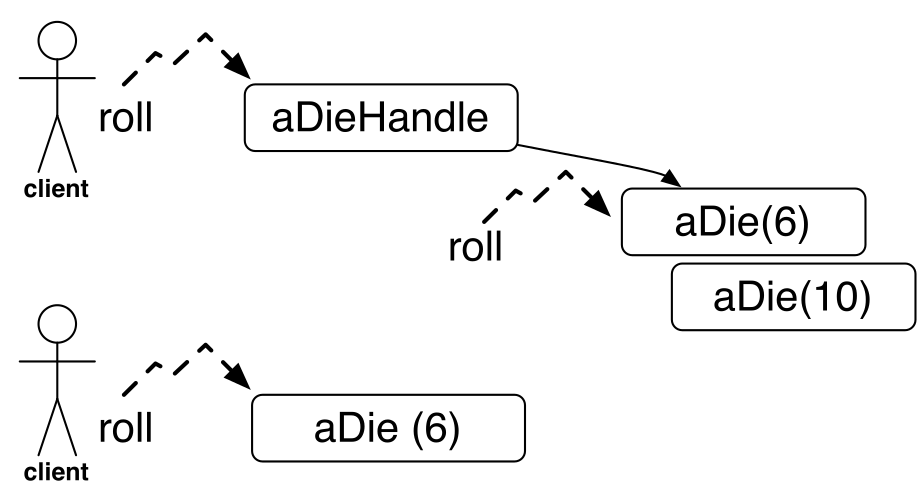 roll
aDieHandle
client
roll
aDie(6)
aDie(10)
roll
aDie (6)
client